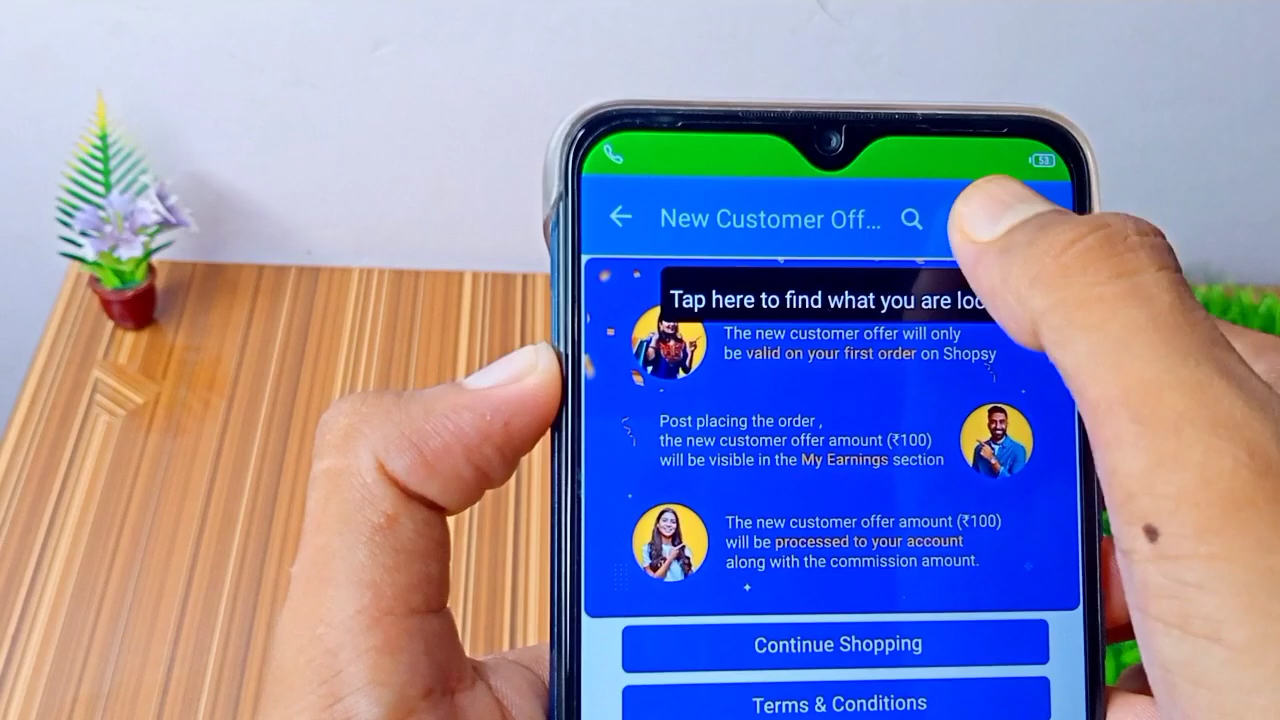 53
New Customer Off...
Tap here to find what you are
The new customer offer will only
be valid on your first order on Shopsy
Post placing the order ,
the new customer offer amount (₹100)
will be visible in the My Earnings section
The new customer offer amount (₹100)
will be processed to your account
along with the commission amount.
Continue Shopping
Terms & Conditions